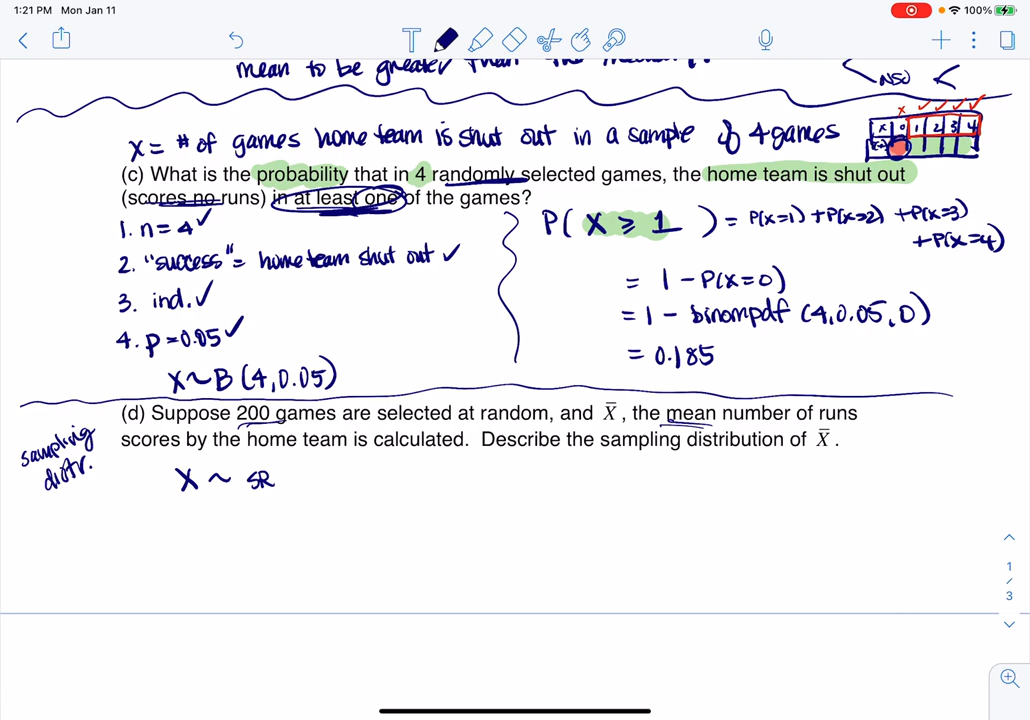 1:21 PM Mon Jan 11
100%
mean to be greater than the
x = # of games home team is shut out in a sample of 4 games
x 0 1 2 3 4
(c) What is the probability that in 4 randomly selected games, the home team is shut out
(scores no runs) in at least one of the games?
1. n = 4 ✓
2. "success" = home team shut out ✓
3. ind. ✓
4. p = 0.05 ✓
X ~ B (4, 0.05)
P( X ≥ 1 ) = P(X=1) + P(X=2) + P(X=3)
+ P(X=4)
= 1 - P(X=0)
= 1 - binompdf (4, 0.05, 0)
= 0.185
(d) Suppose 200 games are selected at random, and X̅, the mean number of runs
scores by the home team is calculated. Describe the sampling distribution of X̅.
sampling
distr.
X ~ SR
1
/
3